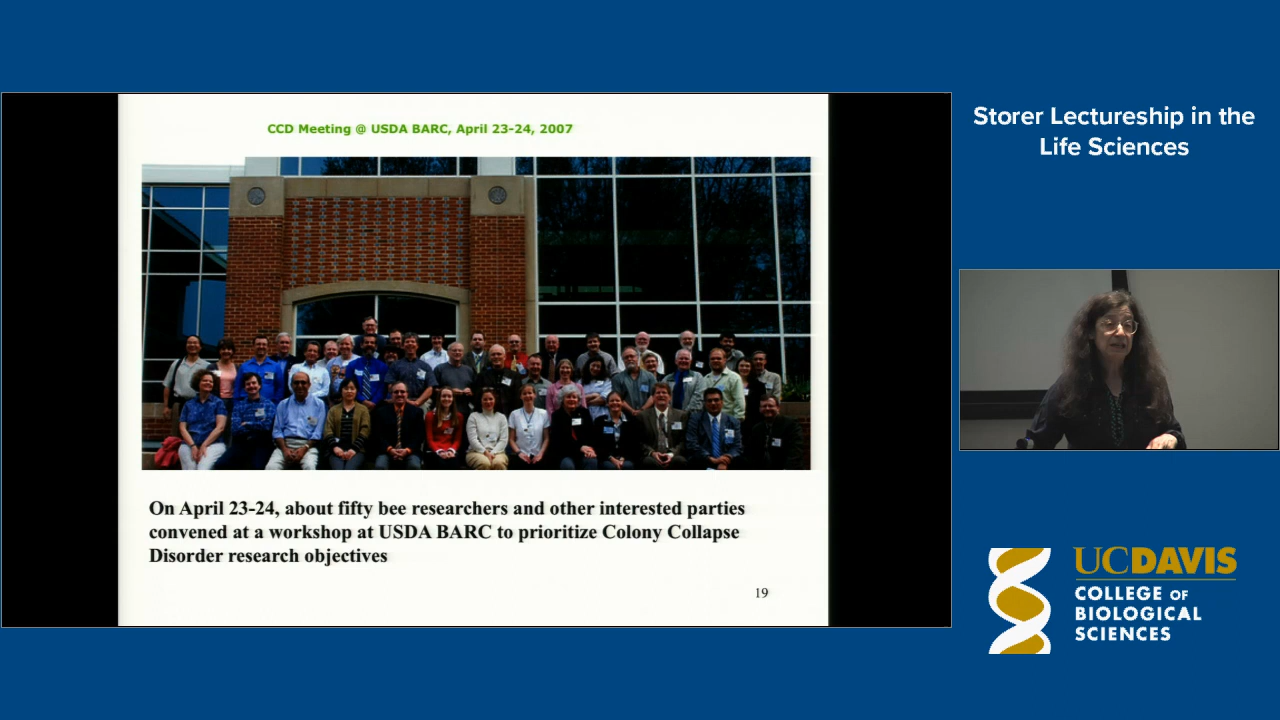 CCD Meeting @ USDA BARC, April 23-24, 2007
On April 23-24, about fifty bee researchers and other interested parties
convened at a workshop at USDA BARC to prioritize Colony Collapse
Disorder research objectives
19
Storer Lectureship in the
Life Sciences
UCDAVIS
COLLEGE OF
BIOLOGICAL
SCIENCES